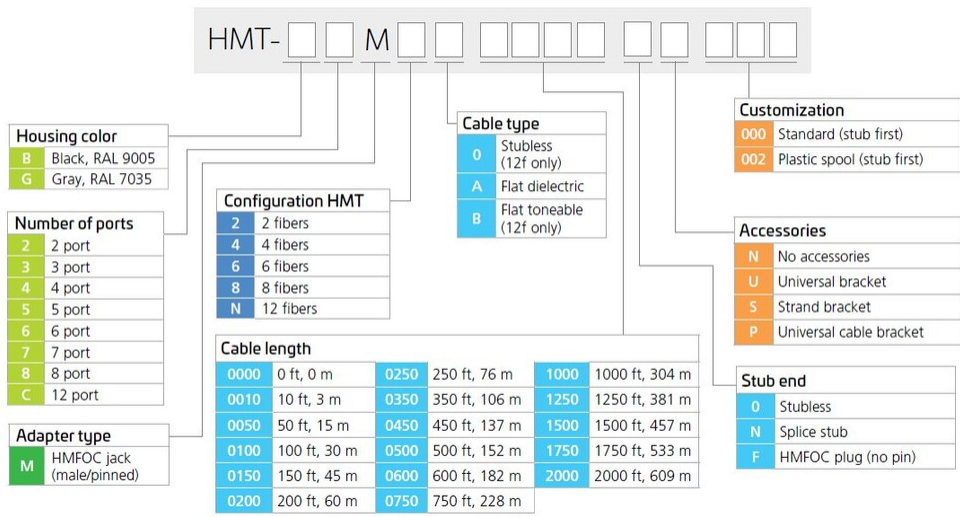 HMT- M
Housing color
B Black, RAL 9005
G Gray, RAL 7035
Number of ports
2 2 port
3 3 port
4 4 port
5 5 port
6 6 port
7 7 port
8 8 port
C 12 port
Adapter type
M HMFOC jack
(male/pinned)
Configuration HMT
2 2 fibers
4 4 fibers
6 6 fibers
8 8 fibers
N 12 fibers
Cable type
0 Stubless
(12f only)
A Flat dielectric
B Flat toneable
(12f only)
Cable length
0000 0 ft, 0 m 0250 250 ft, 76 m 1000 1000 ft, 304 m
0010 10 ft, 3 m 0350 350 ft, 106 m 1250 1250 ft, 381 m
0050 50 ft, 15 m 0450 450 ft, 137 m 1500 1500 ft, 457 m
0100 100 ft, 30 m 0500 500 ft, 152 m 1750 1750 ft, 533 m
0150 150 ft, 45 m 0600 600 ft, 182 m 2000 2000 ft, 609 m
0200 200 ft, 60 m 0750 750 ft, 228 m
Customization
000 Standard (stub first)
002 Plastic spool (stub first)
Accessories
N No accessories
U Universal bracket
S Strand bracket
P Universal cable bracket
Stub end
0 Stubless
N Splice stub
F HMFOC plug (no pin)